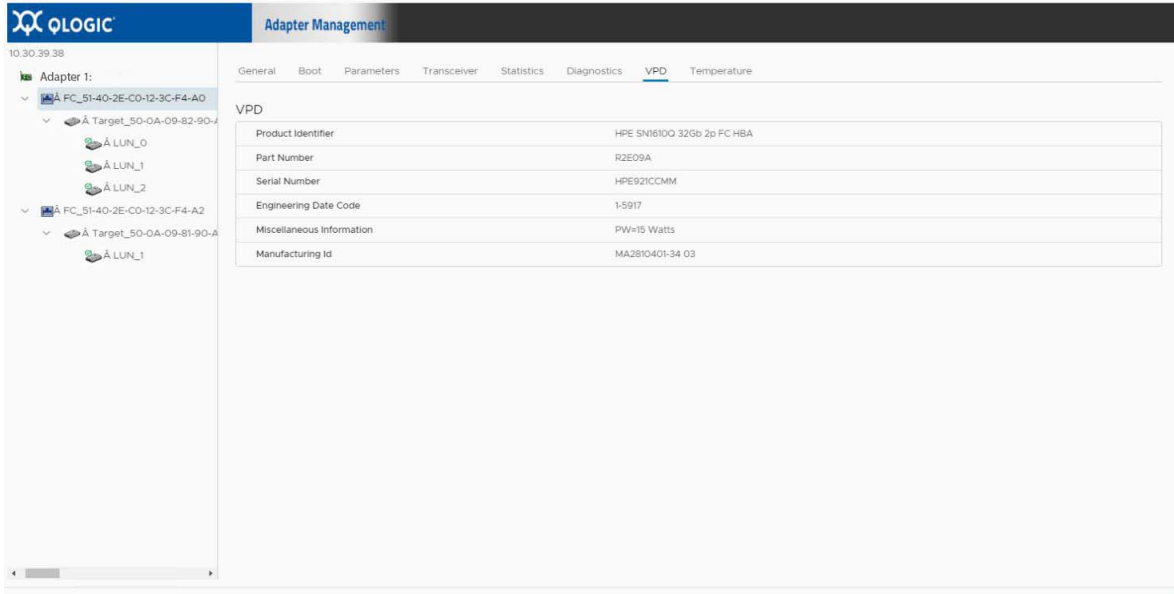 QLOGIC
Adapter Management
10.30.39.38
Adapter 1:
Â FC_51-40-2E-C0-12-3C-F4-A0
Â Target_50-0A-09-82-90-
Â LUN_0
Â LUN_1
Â LUN_2
Â FC_51-40-2E-C0-12-3C-F4-A2
Â Target_50-0A-09-81-90-A
Â LUN_1
General Boot Parameters Transceiver Statistics Diagnostics VPD Temperature
VPD
Product Identifier HPE SN1610Q 32Gb 2p FC HBA
Part Number R2E09A
Serial Number HPE921CCMM
Engineering Date Code 1-5917
Miscellaneous Information PW=15 Watts
Manufacturing Id MA2810401-34 03